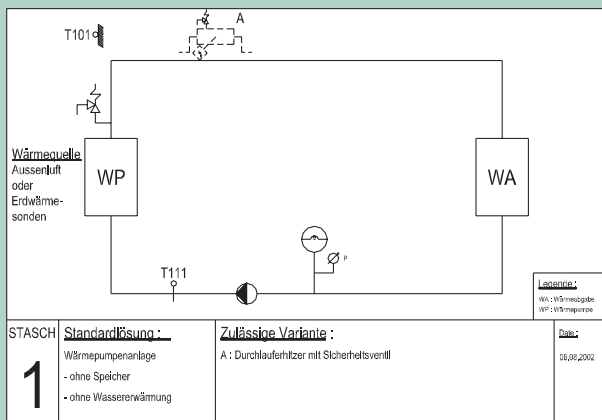 T101
A
Wärmequelle
Aussenluft
oder
Erdwärme-
sonden
WP
WA
P
T111
Legende :
WA : Wärmeabgabe
WP : Wärmepumpe
STASCH
1
Standardlösung :
Wärmepumpenanlage
- ohne Speicher
- ohne Wassererwärmung
Zulässige Variante :
A : Durchlauferhitzer mit Sicherheitsventil
Date :
08.08.2002